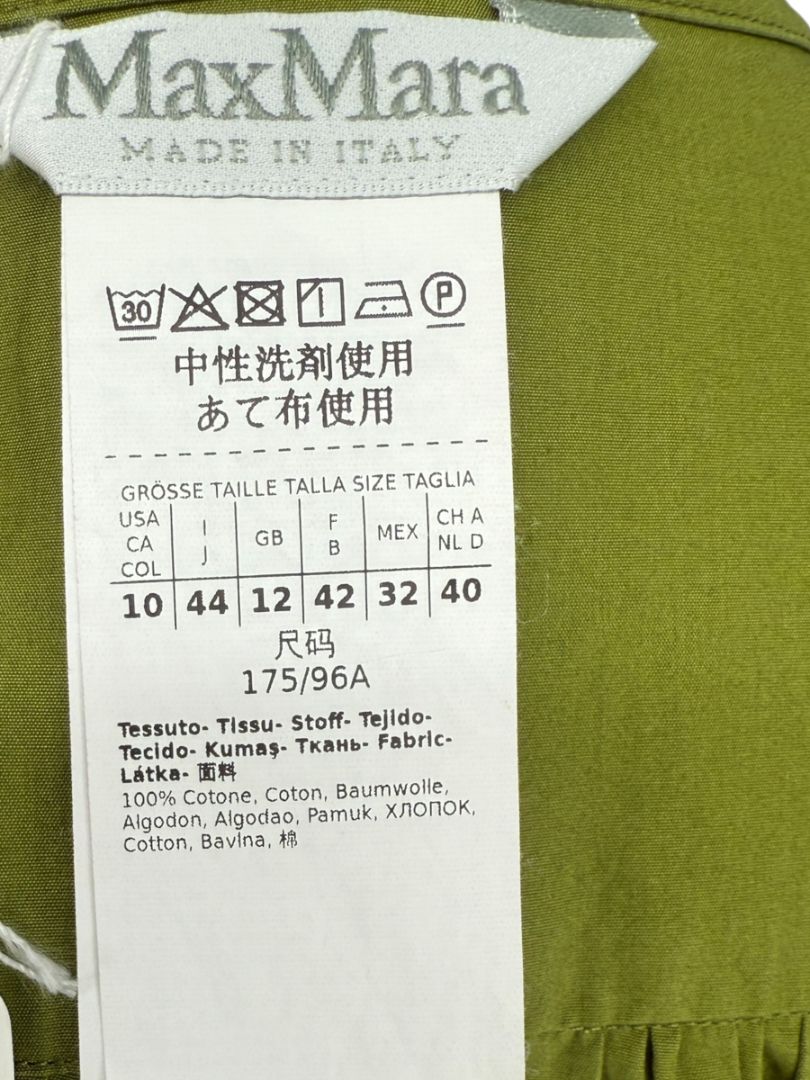 MaxMara
MADE IN ITALY
30 P
中性洗剤使用
あて布使用
GRÖSSE TAILLE TALLA SIZE TAGLIA
USA CA COL I J GB F B MEX CH A NL D
10 44 12 42 32 40
尺码
175/96A
Tessuto- Tissu- Stoff- Tejido-
Tecido- Kumaş- Ткань- Fabric-
Látka- 面料
100% Cotone, Coton, Baumwolle,
Algodon, Algodao, Pamuk, ХЛОПОК,
Cotton, Bavlna, 棉